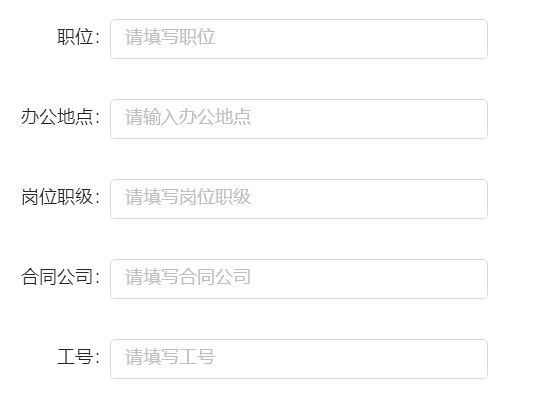 职位： 请填写职位
办公地点： 请输入办公地点
岗位职级： 请填写岗位职级
合同公司： 请填写合同公司
工号： 请填写工号